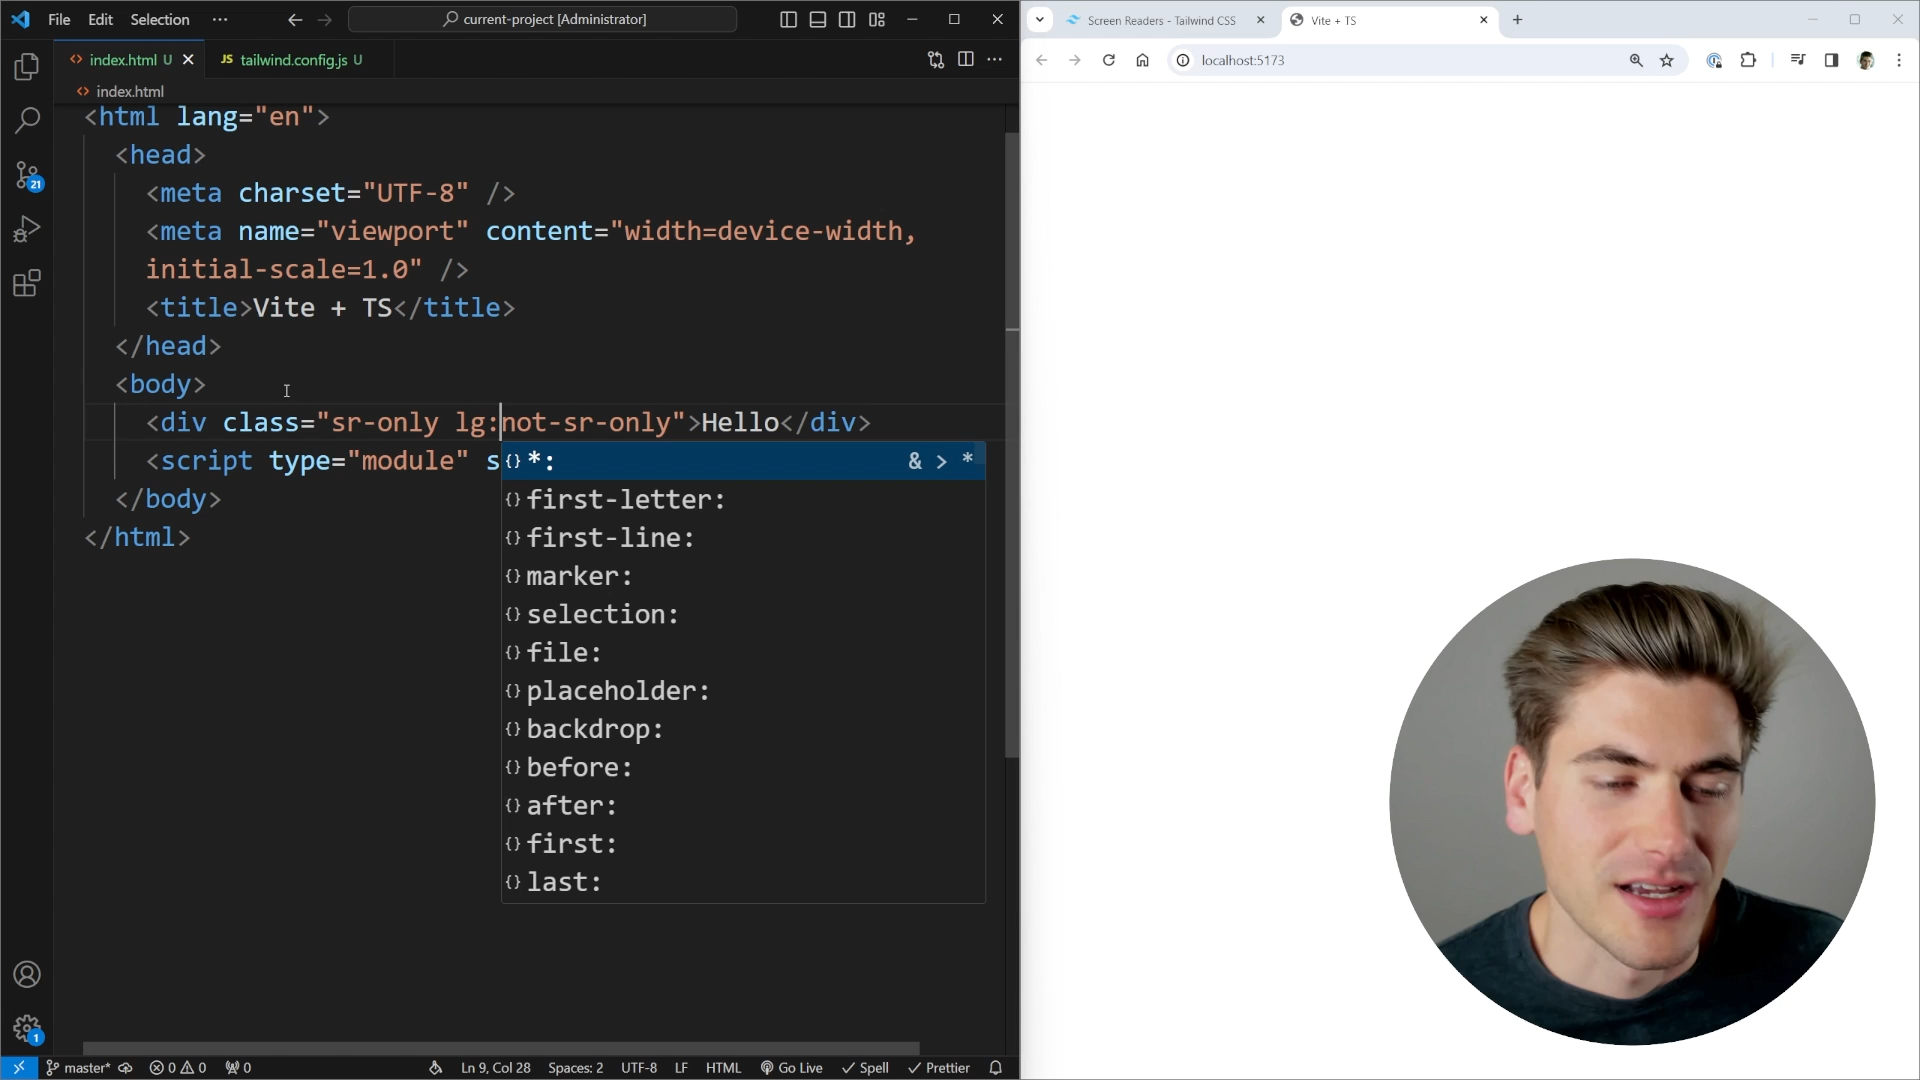 File Edit Selection ··· current-project [Administrator]
index.html U
JS tailwind.config.js U
index.html
<html lang="en">
<head>
<meta charset="UTF-8" />
<meta name="viewport" content="width=device-width,
initial-scale=1.0" />
<title>Vite + TS</title>
</head>
<body>
<div class="sr-only lg:not-sr-only">Hello</div>
<script type="module" s
</body>
</html>
{} *: & > *
{} first-letter:
{} first-line:
{} marker:
{} selection:
{} file:
{} placeholder:
{} backdrop:
{} before:
{} after:
{} first:
{} last:
21
1
master* 0 0 0 Ln 9, Col 28 Spaces: 2 UTF-8 LF HTML Go Live Spell Prettier
Screen Readers - Tailwind CSS
Vite + TS
localhost:5173